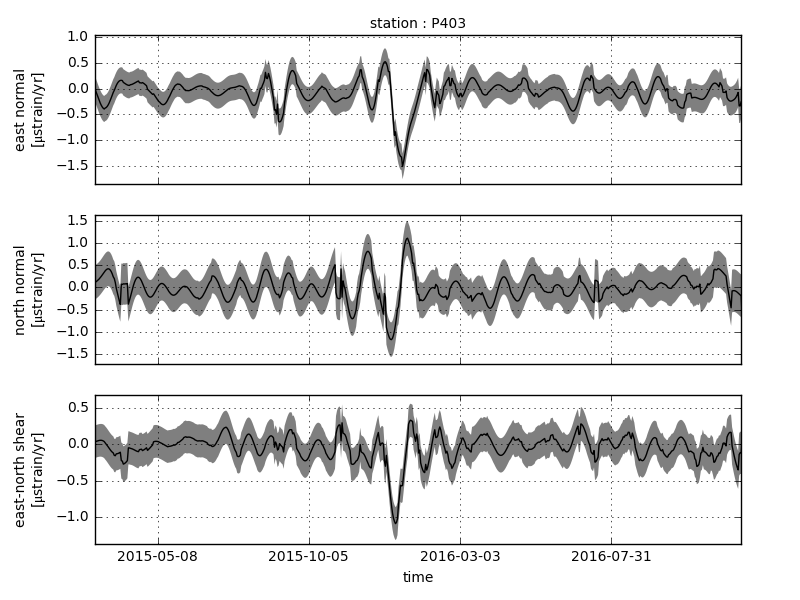 station : P403
1.0
0.5
0.0
−0.5
−1.0
−1.5
east normal
[μstrain/yr]
1.5
1.0
0.5
0.0
−0.5
−1.0
−1.5
north normal
[μstrain/yr]
0.5
0.0
−0.5
−1.0
east-north shear
[μstrain/yr]
2015-05-08 2015-10-05 2016-03-03 2016-07-31
time